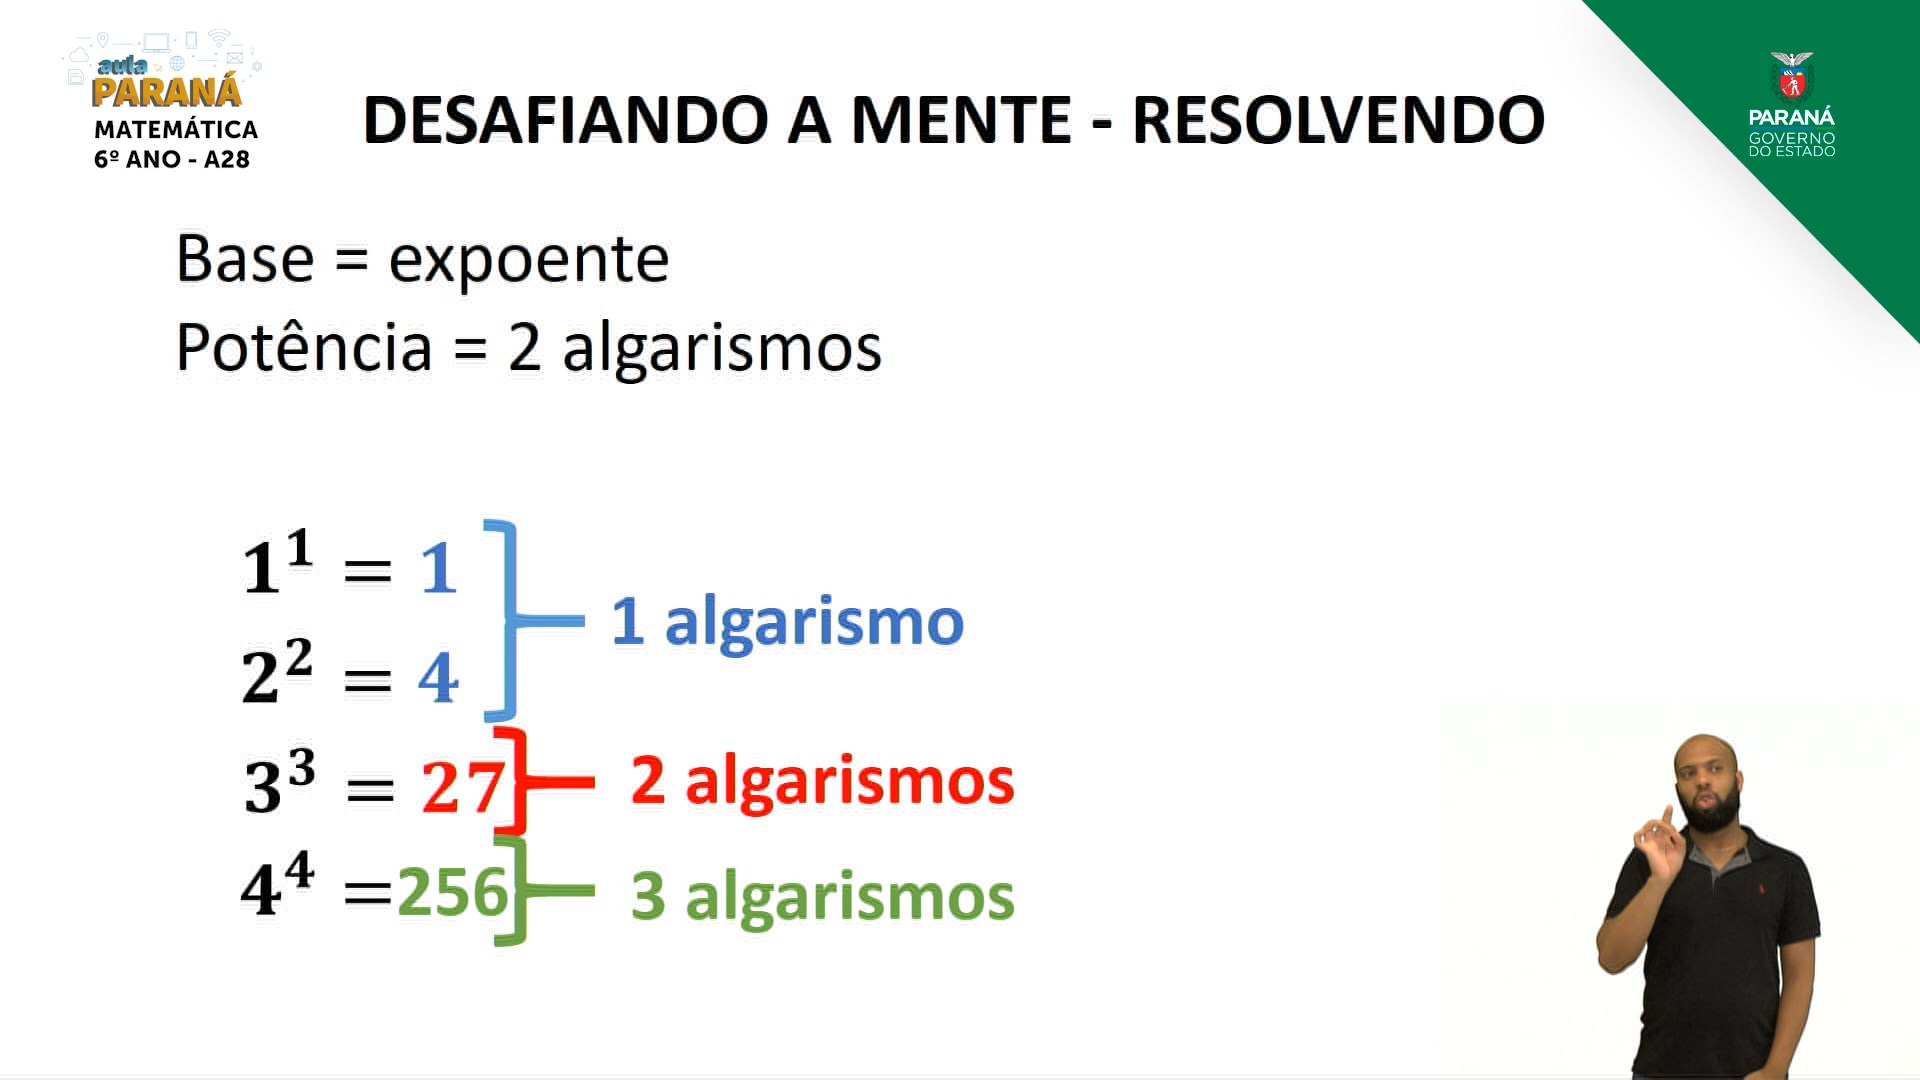 aula
PARANÁ
MATEMÁTICA
6º ANO - A28
DESAFIANDO A MENTE - RESOLVENDO
PARANÁ
GOVERNO
DO ESTADO
Base = expoente
Potência = 2 algarismos
1¹ = 1
2² = 4
1 algarismo
3³ = 27
2 algarismos
4⁴ =256
3 algarismos